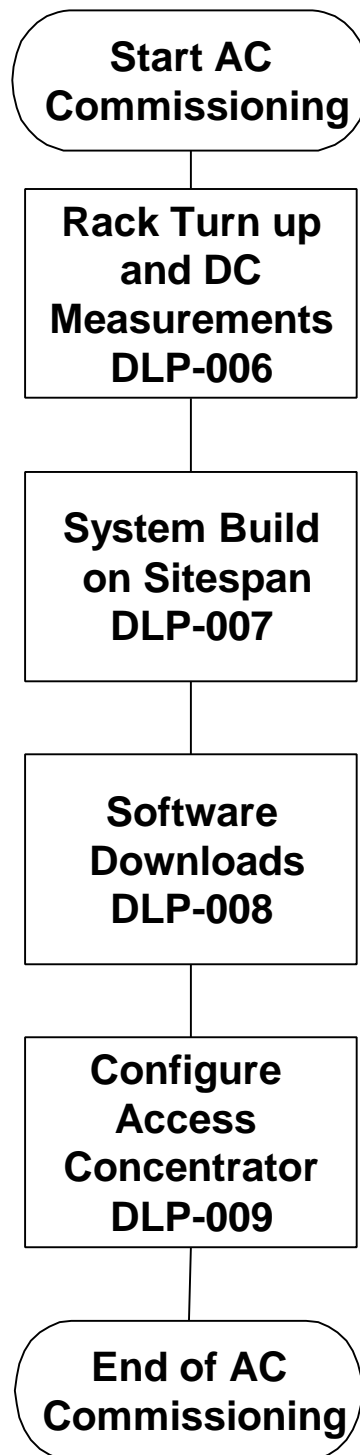 Start AC
Commissioning
Rack Turn up
and DC
Measurements
DLP-006
System Build
on Sitespan
DLP-007
Software
Downloads
DLP-008
Configure
Access
Concentrator
DLP-009
End of AC
Commissioning